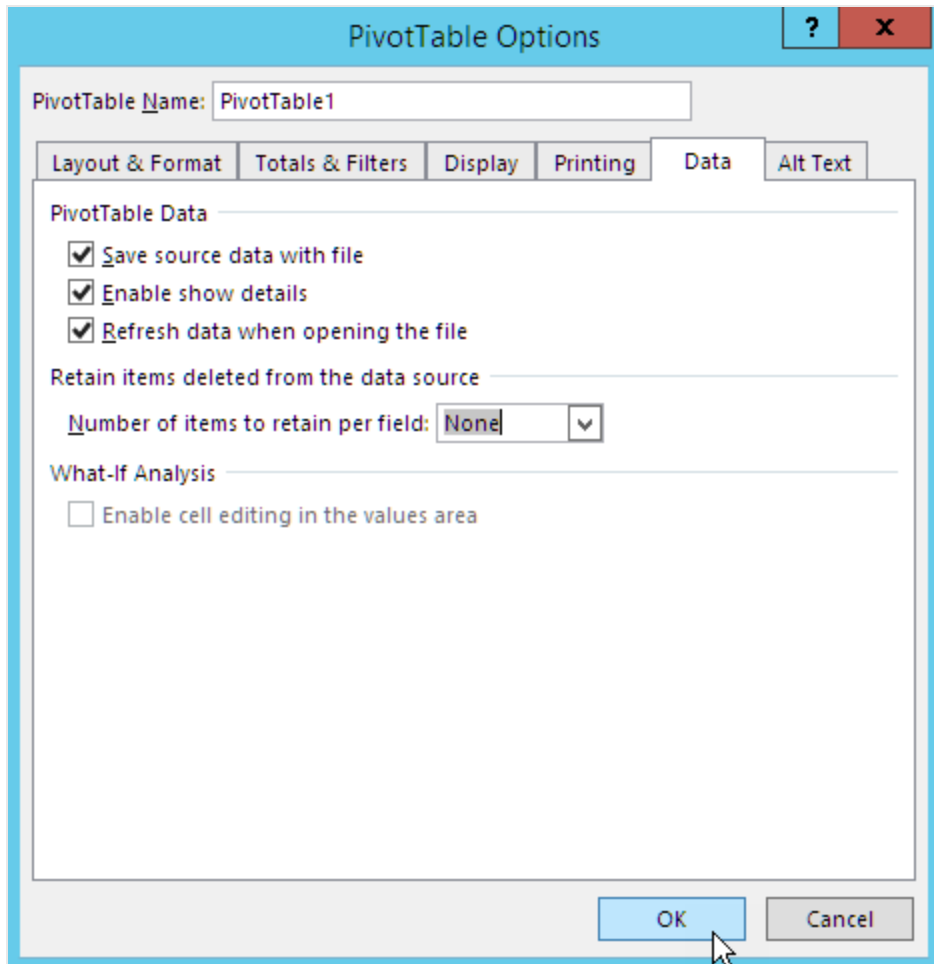 PivotTable Options
?
x
PivotTable Name: PivotTable1
Layout & Format Totals & Filters Display Printing Data Alt Text
PivotTable Data
Save source data with file
Enable show details
Refresh data when opening the file
Retain items deleted from the data source
Number of items to retain per field: None
What-If Analysis
Enable cell editing in the values area
OK Cancel